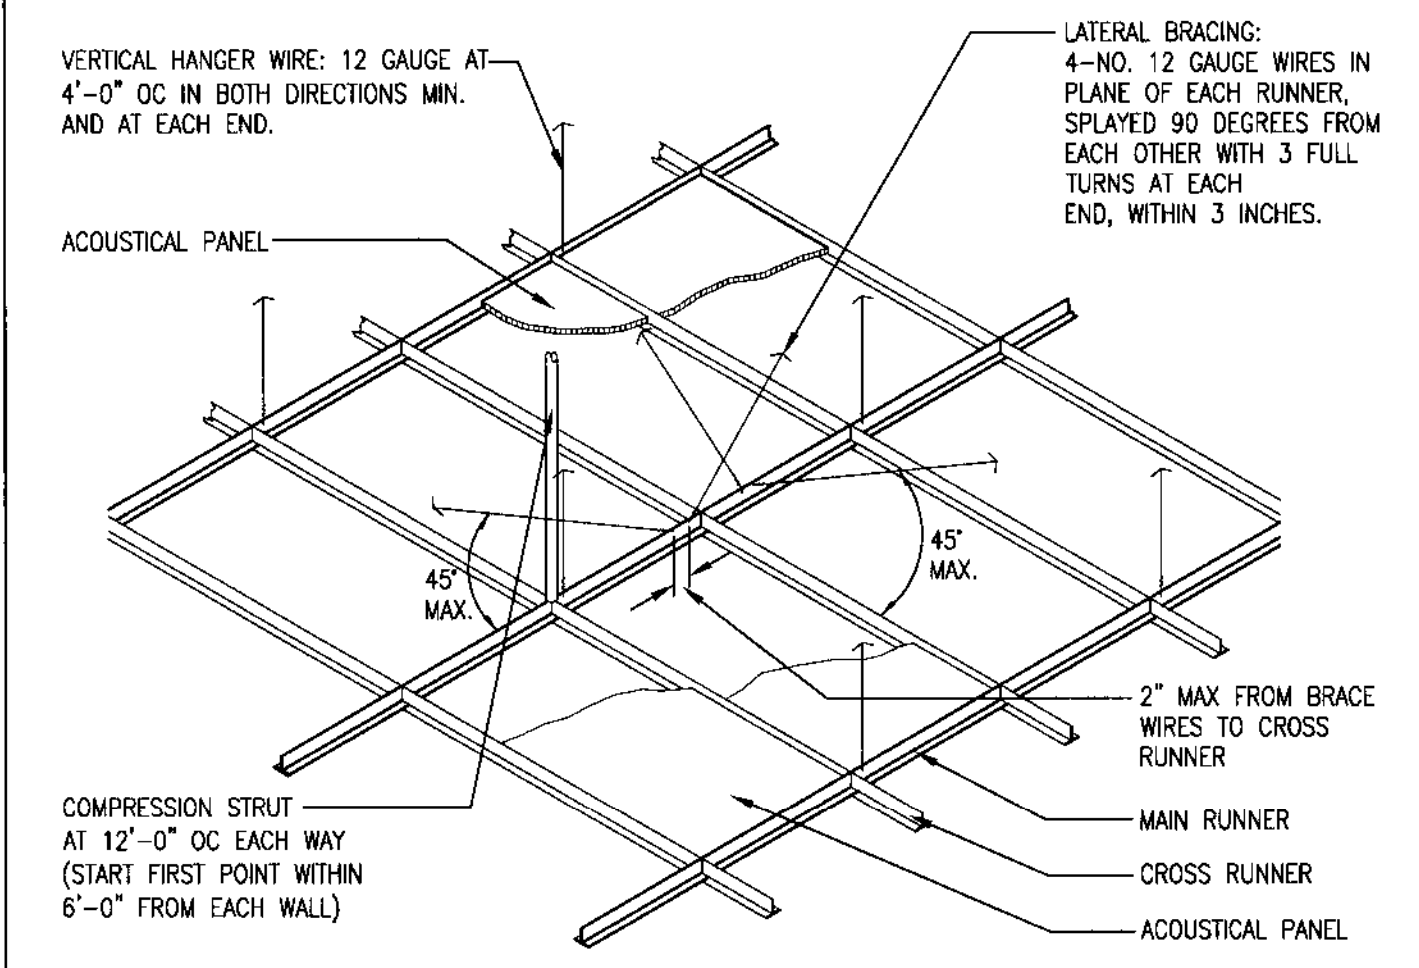 VERTICAL HANGER WIRE: 12 GAUGE AT
4'-0" OC IN BOTH DIRECTIONS MIN.
AND AT EACH END.
ACOUSTICAL PANEL
LATERAL BRACING:
4-NO. 12 GAUGE WIRES IN
PLANE OF EACH RUNNER,
SPLAYED 90 DEGREES FROM
EACH OTHER WITH 3 FULL
TURNS AT EACH
END, WITHIN 3 INCHES.
45°
MAX.
45°
MAX.
2" MAX FROM BRACE
WIRES TO CROSS
RUNNER
COMPRESSION STRUT
AT 12'-0" OC EACH WAY
(START FIRST POINT WITHIN
6'-0" FROM EACH WALL)
MAIN RUNNER
CROSS RUNNER
ACOUSTICAL PANEL